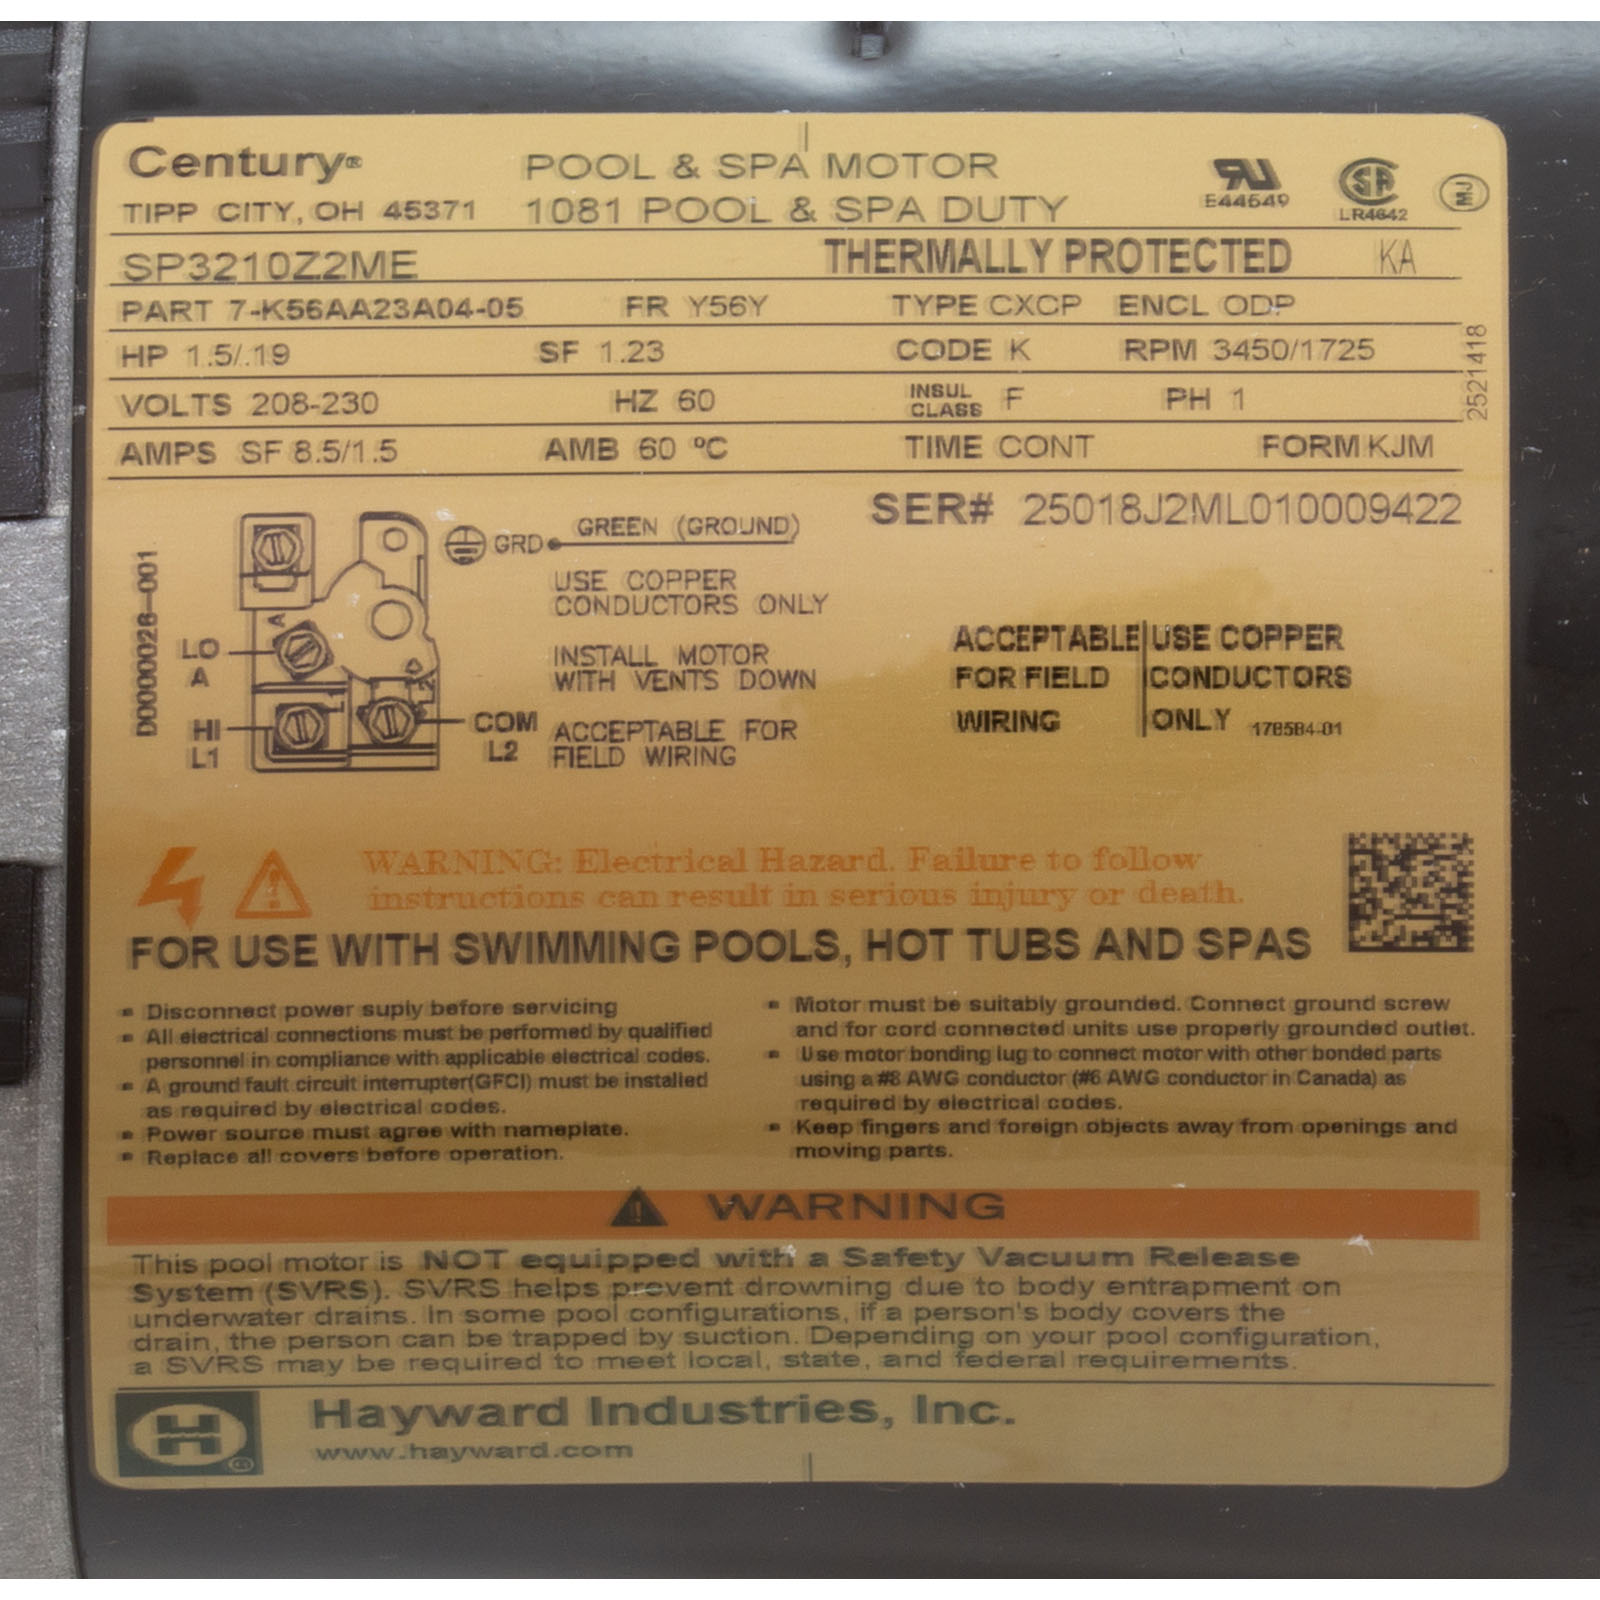 Century®
POOL & SPA MOTOR
TIPP CITY, OH 45371
1081 POOL & SPA DUTY
E44649
LR4642
MJ
SP3210Z2ME
THERMALLY PROTECTED
KA
PART 7-K56AA23A04-05 FR Y56Y TYPE CXCP ENCL ODP
HP 1.5/.19 SF 1.23 CODE K RPM 3450/1725
2521418
VOLTS 208-230 HZ 60 INSUL CLASS F PH 1
AMPS SF 8.5/1.5 AMB 60 ºC TIME CONT FORM KJM
SER# 25018J2ML010009422
D0000026-001
GRD
GREEN (GROUND)
USE COPPER
CONDUCTORS ONLY
INSTALL MOTOR
WITH VENTS DOWN
ACCEPTABLE FOR
FIELD WIRING
A
LO
A
L1
L2
HI
L1
COM
L2
ACCEPTABLE
FOR FIELD
WIRING
USE COPPER
CONDUCTORS
ONLY
WARNING: Electrical Hazard. Failure to follow
instructions can result in serious injury or death.
FOR USE WITH SWIMMING POOLS, HOT TUBS AND SPAS
▪ Disconnect power suply before servicing
▪ All electrical connections must be performed by qualified
personnel in compliance with applicable electrical codes.
▪ A ground fault circuit interrupter(GFCI) must be installed
as required by electrical codes.
▪ Power source must agree with nameplate.
▪ Replace all covers before operation.
▪ Motor must be suitably grounded. Connect ground screw
and for cord connected units use properly grounded outlet.
▪ Use motor bonding lug to connect motor with other bonded parts
using a #8 AWG conductor (#6 AWG conductor in Canada) as
required by electrical codes.
▪ Keep fingers and foreign objects away from openings and
moving parts.
WARNING
This pool motor is NOT equipped with a Safety Vacuum Release
System (SVRS). SVRS helps prevent drowning due to body entrapment on
underwater drains. In some pool configurations, if a person's body covers the
drain, the person can be trapped by suction. Depending on your pool configuration,
a SVRS may be required to meet local, state, and federal requirements.
H®
Hayward Industries, Inc.
www.hayward.com